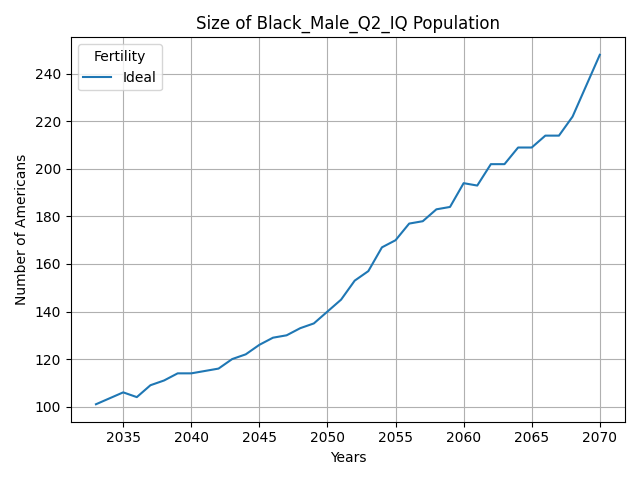 Size of Black_Male_Q2_IQ Population
Fertility
Ideal
Number of Americans
240
220
200
180
160
140
120
100
2035 2040 2045 2050 2055 2060 2065 2070
Years